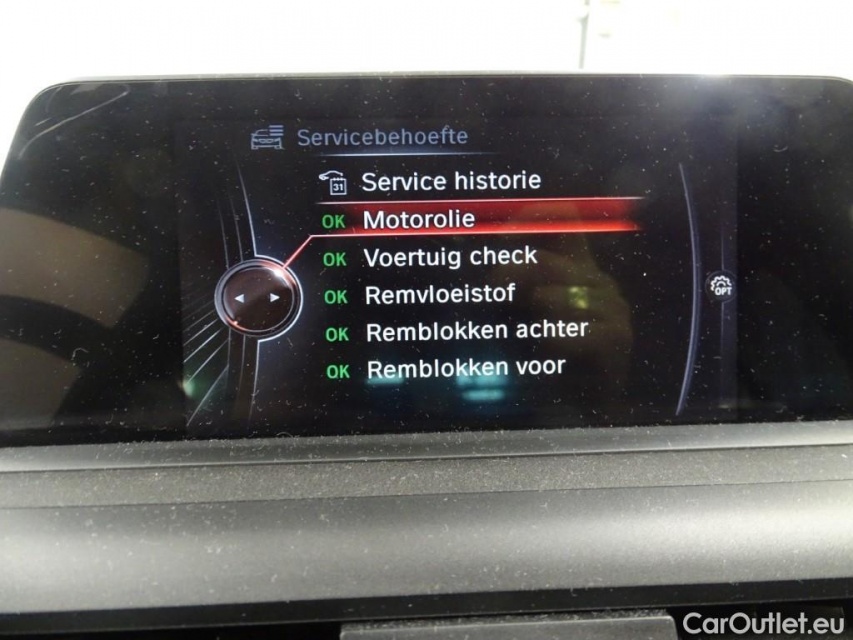 Servicebehoefte
31 Service historie
OK Motorolie
OK Voertuig check
OK Remvloeistof
OPT
OK Remblokken achter
OK Remblokken voor
CarOutlet.eu